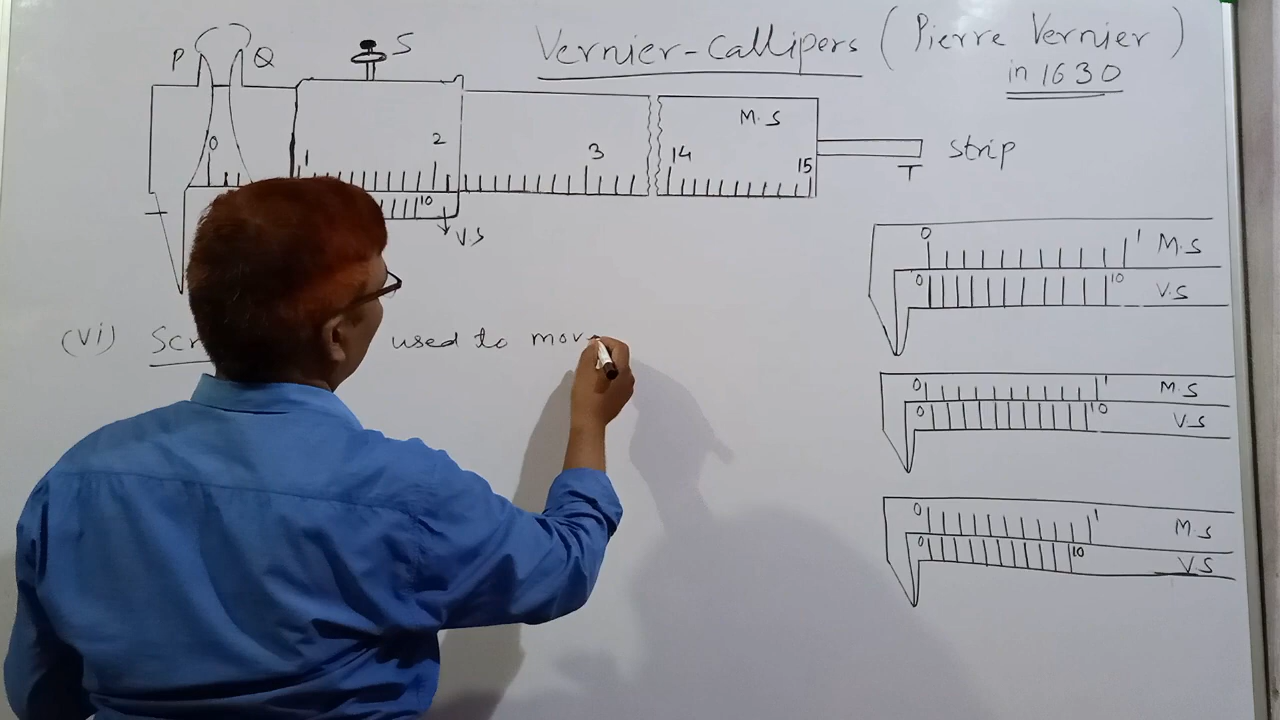 Vernier-Callipers (Pierre Vernier)
in 1630
P Q S
0 1 2 3 14 15
M.S
10
V.S
T
strip
0 1 M.S
0 10 V.S
0 1 M.S
0 10 V.S
0 1 M.S
0 10 V.S
(vi) used to mov